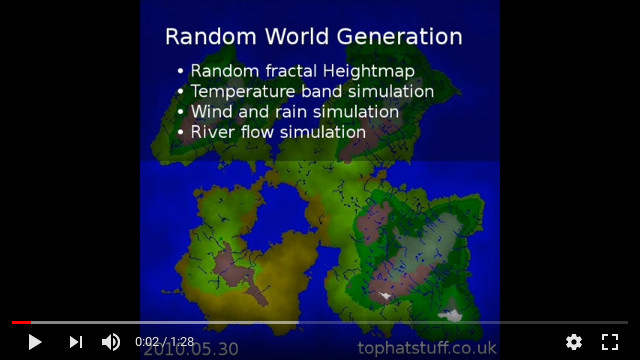 Random World Generation
• Random fractal Heightmap
• Temperature band simulation
• Wind and rain simulation
• River flow simulation
0:02 / 1:28
2010.05.30
tophatstuff.co.uk